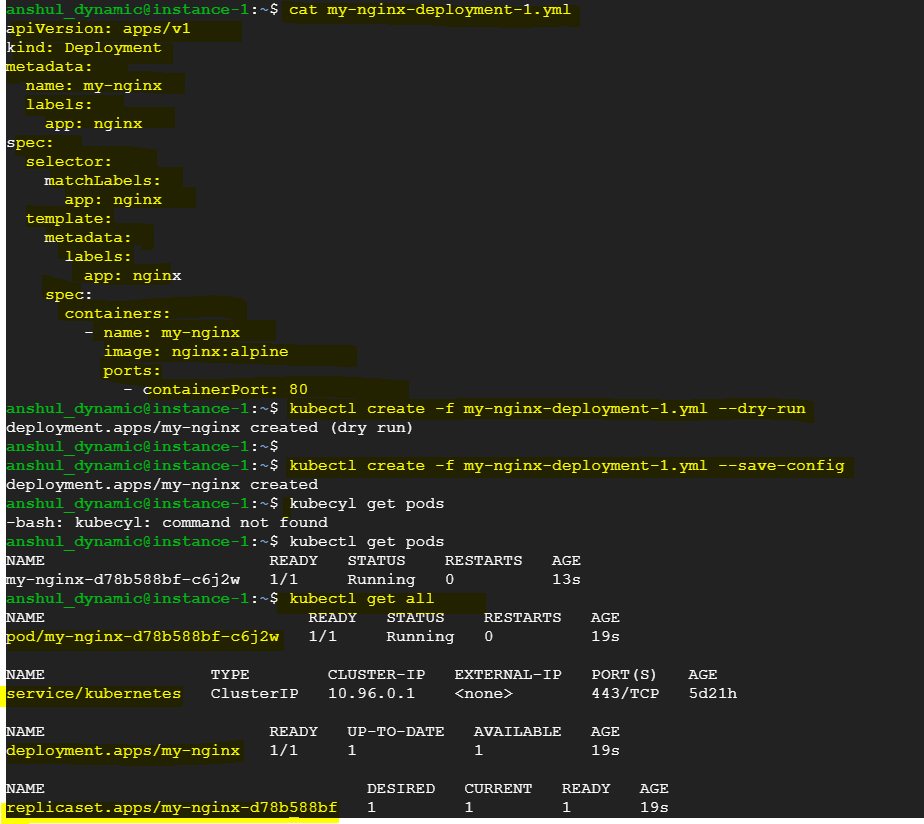 anshul_dynamic@instance-1:~$ cat my-nginx-deployment-1.yml
apiVersion: apps/v1
kind: Deployment
metadata:
  name: my-nginx
  labels:
    app: nginx
spec:
  selector:
    matchLabels:
      app: nginx
  template:
    metadata:
      labels:
        app: nginx
    spec:
      containers:
        - name: my-nginx
          image: nginx:alpine
          ports:
            - containerPort: 80
anshul_dynamic@instance-1:~$ kubectl create -f my-nginx-deployment-1.yml --dry-run
deployment.apps/my-nginx created (dry run)
anshul_dynamic@instance-1:~$
anshul_dynamic@instance-1:~$ kubectl create -f my-nginx-deployment-1.yml --save-config
deployment.apps/my-nginx created
anshul_dynamic@instance-1:~$ kubecyl get pods
-bash: kubecyl: command not found
anshul_dynamic@instance-1:~$ kubectl get pods
NAME                       READY   STATUS    RESTARTS   AGE
my-nginx-d78b588bf-c6j2w   1/1     Running   0          13s
anshul_dynamic@instance-1:~$ kubectl get all
NAME                           READY   STATUS    RESTARTS   AGE
pod/my-nginx-d78b588bf-c6j2w   1/1     Running   0          19s
NAME                 TYPE        CLUSTER-IP   EXTERNAL-IP   PORT(S)   AGE
service/kubernetes   ClusterIP   10.96.0.1    <none>        443/TCP   5d21h
NAME                       READY   UP-TO-DATE   AVAILABLE   AGE
deployment.apps/my-nginx   1/1     1            1           19s
NAME                                 DESIRED   CURRENT   READY   AGE
replicaset.apps/my-nginx-d78b588bf   1         1         1       19s